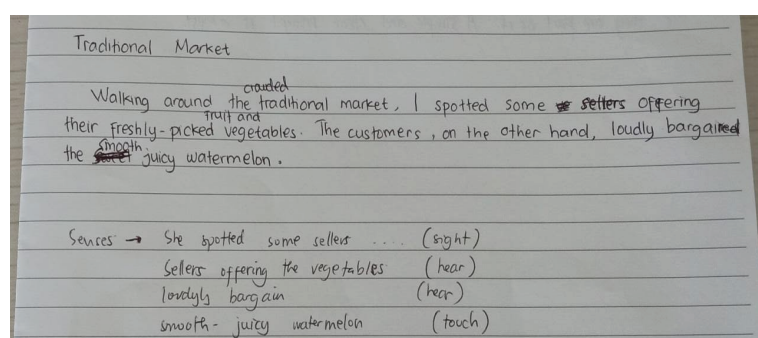 Traditional Market
Walking around the crowded traditional market, I spotted some sellers offering
their freshly-picked fruit and vegetables. The customers, on the other hand, loudly bargained
the smooth juicy watermelon.
Senses → She spotted some sellers .... (sight)
Sellers offering the vegetables (hear)
loudyly bargain (hear)
smooth- juicy watermelon (touch)